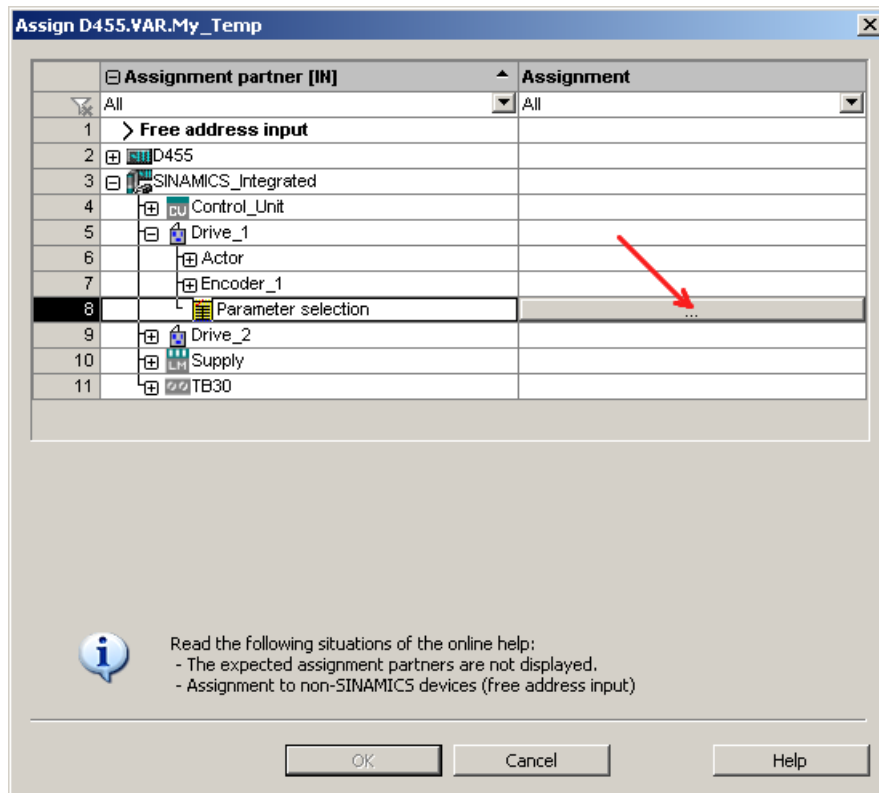 Assign D455.VAR.My_Temp
Assignment partner [IN] Assignment
All All
1 Free address input
2 D455
3 SINAMICS_Integrated
4 CU Control_Unit
5 Drive_1
6 Actor
7 Encoder_1
8 Parameter selection ...
9 Drive_2
10 LM Supply
11 TB30
Read the following situations of the online help:
- The expected assignment partners are not displayed.
- Assignment to non-SINAMICS devices (free address input)
OK Cancel Help